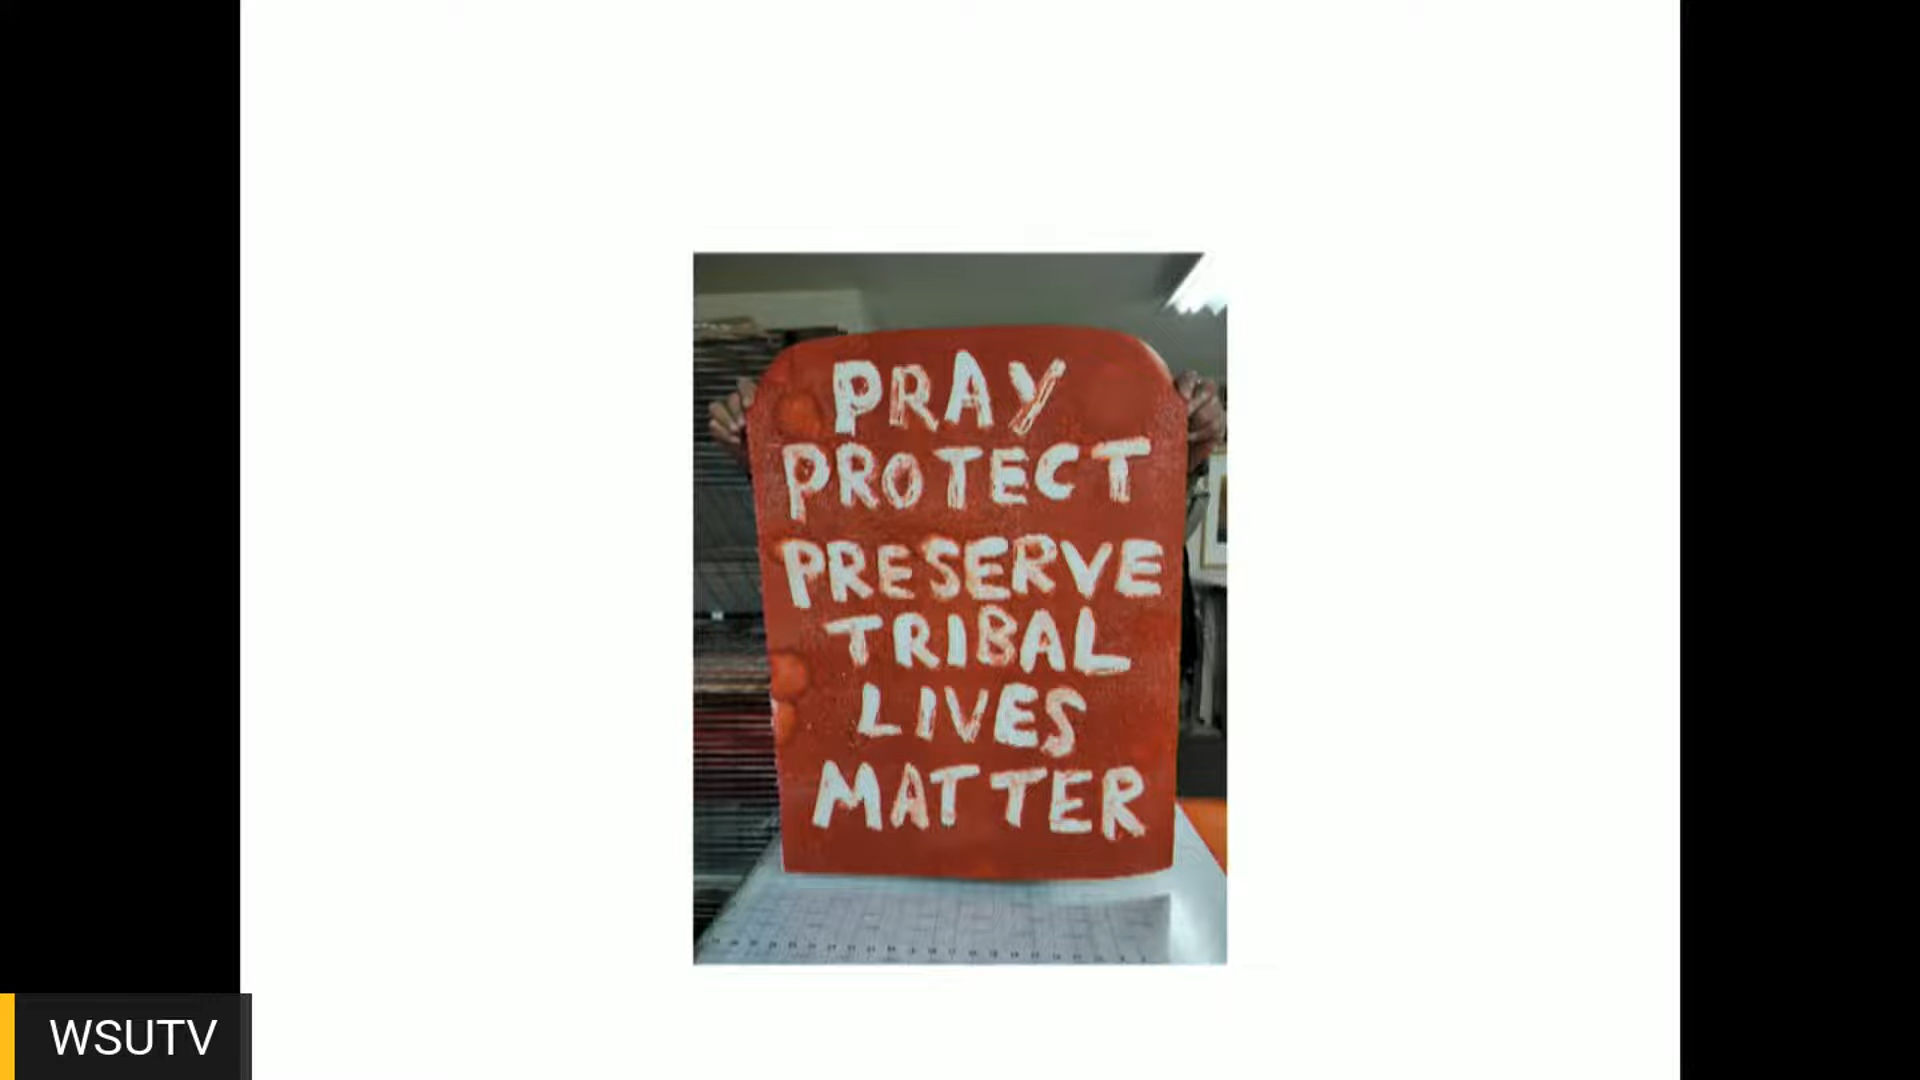 PRAY
PROTECT
PRESERVE
TRIBAL
LIVES
MATTER
WSUTV